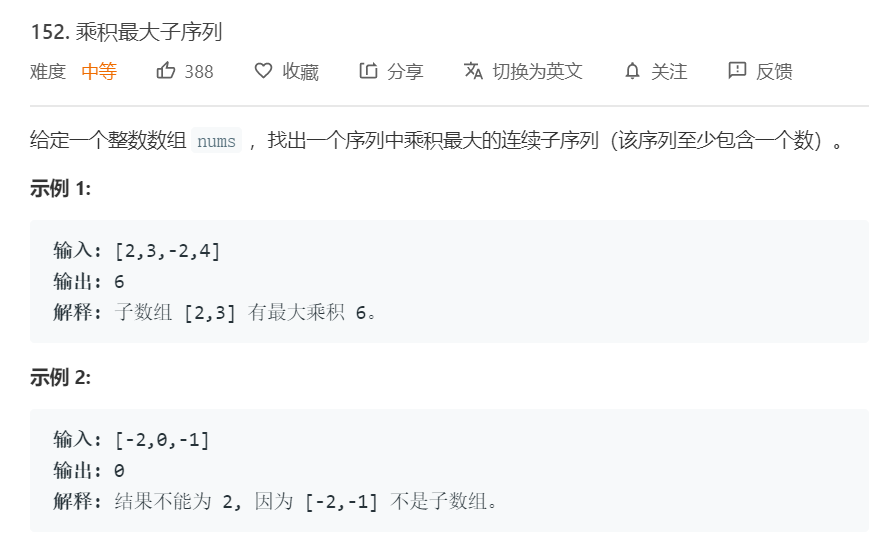 152. 乘积最大子序列
难度 中等 388 收藏 分享 切换为英文 关注 反馈
给定一个整数数组 nums ，找出一个序列中乘积最大的连续子序列（该序列至少包含一个数）。
示例 1:
输入: [2,3,-2,4]
输出: 6
解释: 子数组 [2,3] 有最大乘积 6。
示例 2:
输入: [-2,0,-1]
输出: 0
解释: 结果不能为 2, 因为 [-2,-1] 不是子数组。